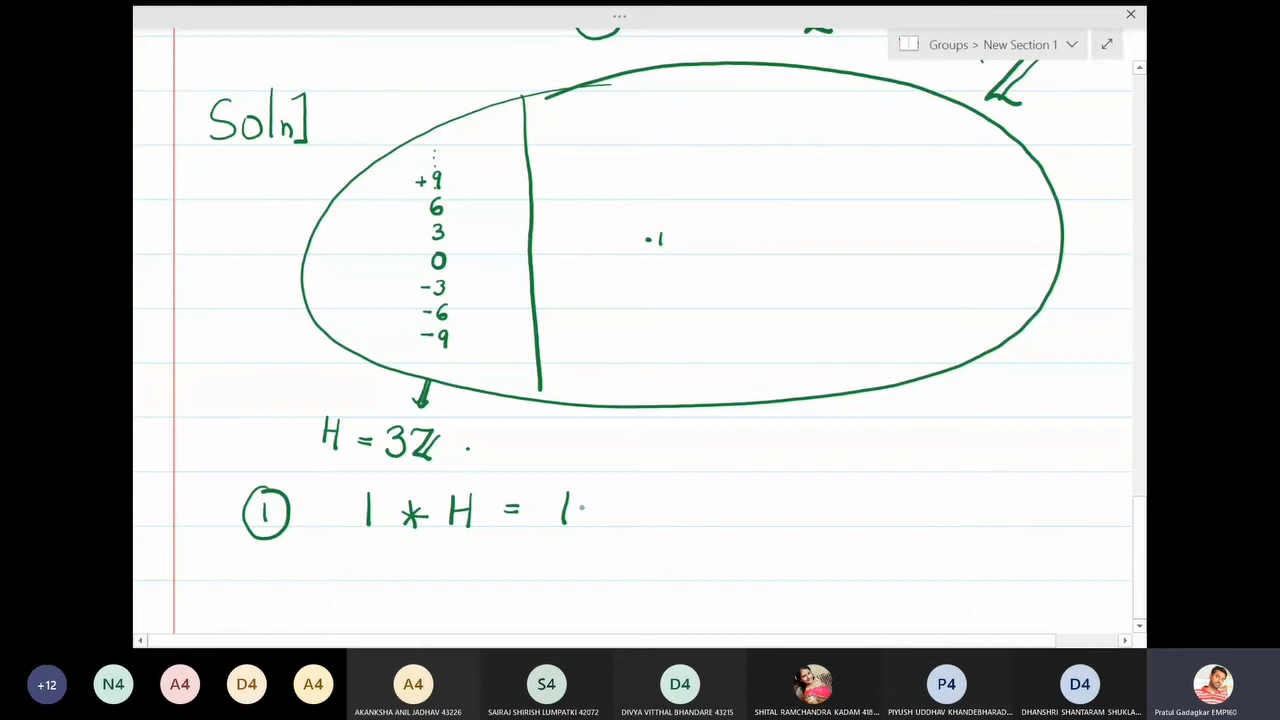 Groups > New Section 1
Soln]
+9
6
3
0
-3
-6
-9
.1
H = 3ℤ .
① 1 * H = 1
+12
N4
A4
D4
A4
A4
S4
D4
P4
D4
AKANKSHA ANIL JADHAV 43226
SAIRAJ SHIRISH LUMPATKI 42072
DIVYA VITTHAL BHANDARE 43215
SHITAL RAMCHANDRA KADAM 418...
PIYUSH UDDHAV KHANDEBHARAD...
DHANSHRI SHANTARAM SHUKLA...
Pratul Gadagkar EMP160